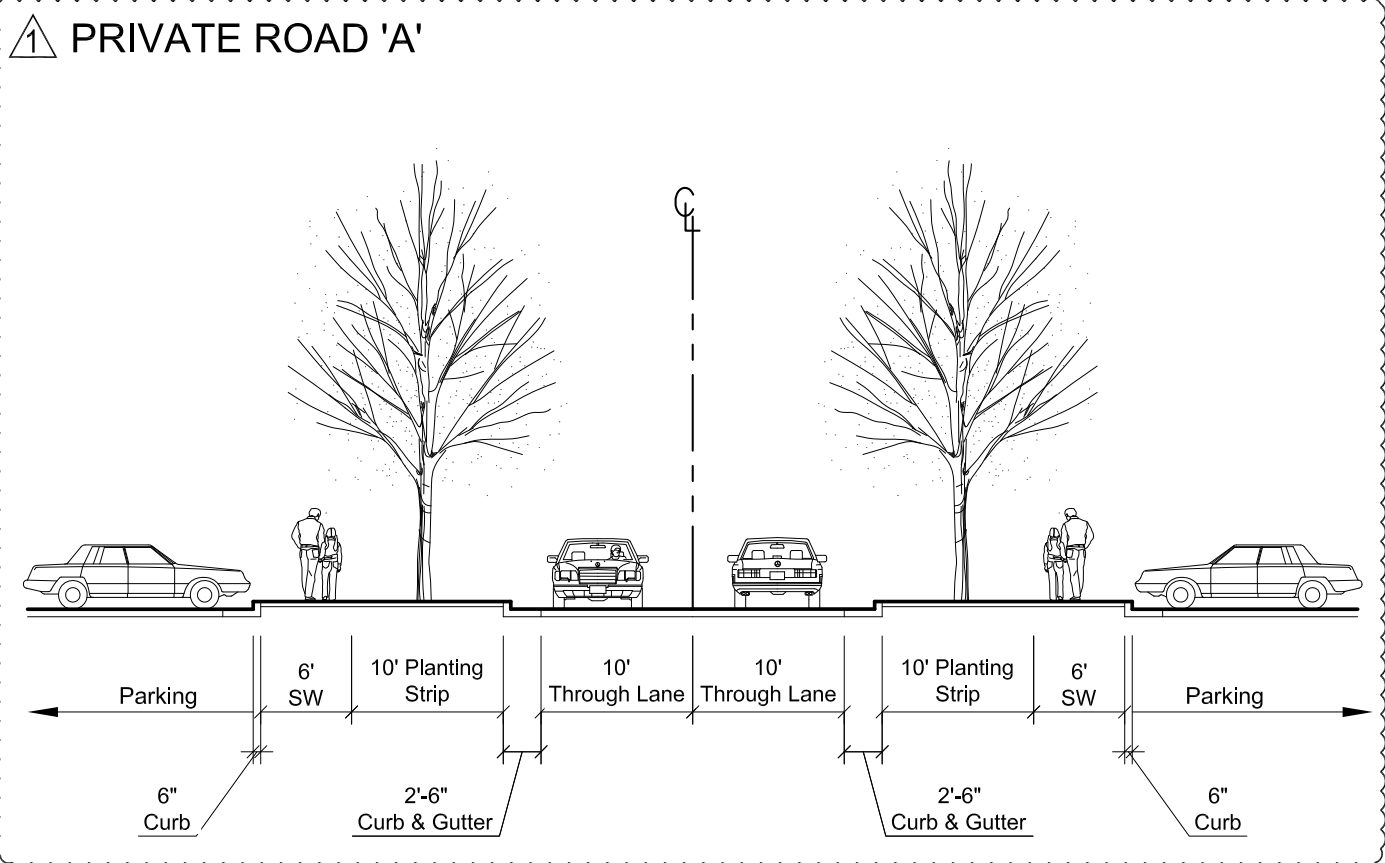 1 PRIVATE ROAD 'A'
CL
Parking
6'
SW
10' Planting
Strip
10'
Through Lane
10'
Through Lane
10' Planting
Strip
6'
SW
Parking
6"
Curb
2'-6"
Curb & Gutter
2'-6"
Curb & Gutter
6"
Curb